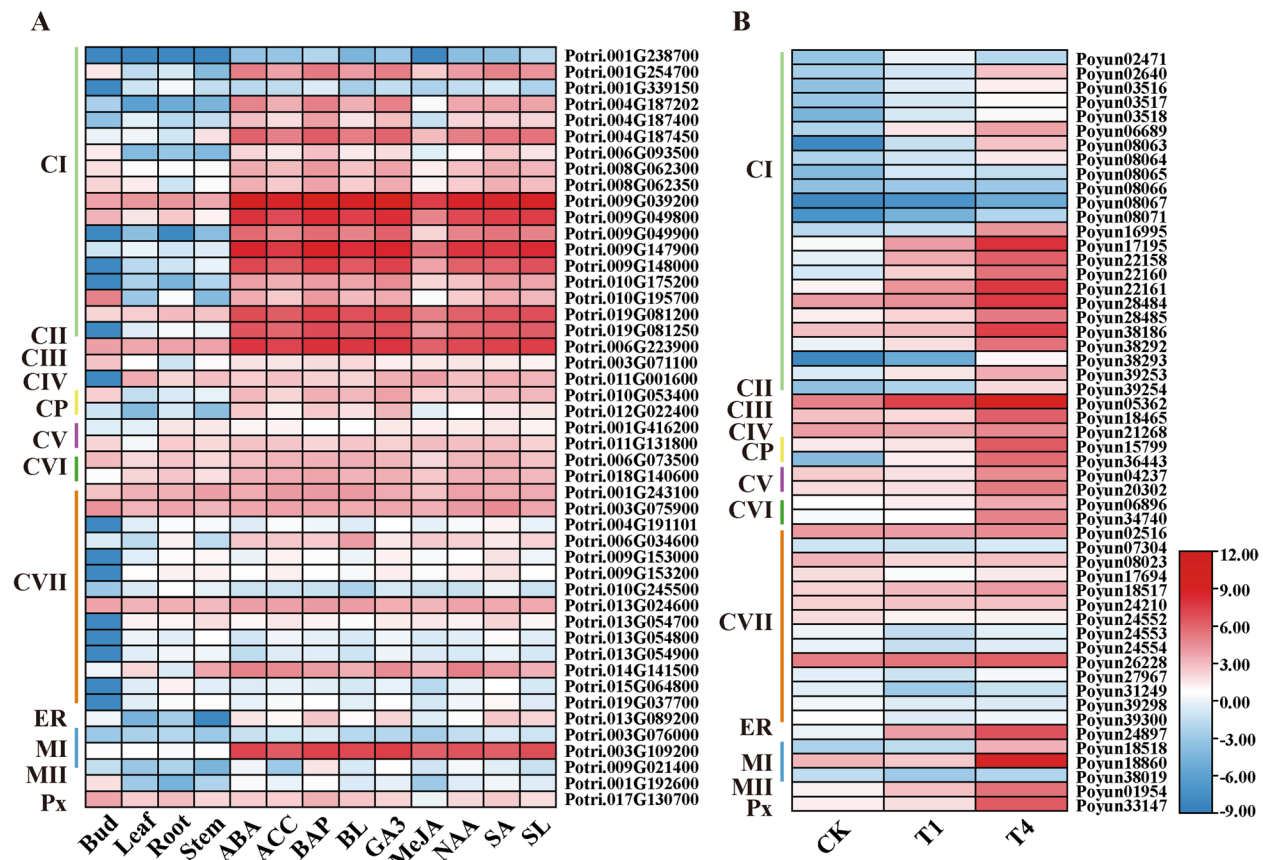 A
Potri.001G238700
Potri.001G254700
Potri.001G339150
Potri.004G187202
Potri.004G187400
Potri.004G187450
Potri.006G093500
Potri.008G062300
Potri.008G062350
Potri.009G039200
Potri.009G049800
Potri.009G049900
Potri.009G147900
Potri.009G148000
Potri.010G175200
Potri.010G195700
Potri.019G081200
Potri.019G081250
Potri.006G223900
Potri.003G071100
Potri.011G001600
Potri.010G053400
Potri.012G022400
Potri.001G416200
Potri.011G131800
Potri.006G073500
Potri.018G140600
Potri.001G243100
Potri.003G075900
Potri.004G191101
Potri.006G034600
Potri.009G153000
Potri.009G153200
Potri.010G245500
Potri.013G024600
Potri.013G054700
Potri.013G054800
Potri.013G054900
Potri.014G141500
Potri.015G064800
Potri.019G037700
Potri.013G089200
Potri.003G076000
Potri.003G109200
Potri.009G021400
Potri.001G192600
Potri.017G130700
CI
CII
CIII
CIV
CP
CV
CVI
CVII
ER
MI
MII
Px
Bud
Leaf
Root
Stem
ABA
ACC
BAP
BL
GA3
MeJA
NAA
SA
SL
B
Poyun02471
Poyun02640
Poyun03516
Poyun03517
Poyun03518
Poyun06689
Poyun08063
Poyun08064
Poyun08065
Poyun08066
Poyun08067
Poyun08071
Poyun16995
Poyun17195
Poyun22158
Poyun22160
Poyun22161
Poyun28484
Poyun28485
Poyun38186
Poyun38292
Poyun38293
Poyun39253
Poyun39254
Poyun05362
Poyun18465
Poyun21268
Poyun15799
Poyun36443
Poyun04237
Poyun20302
Poyun06896
Poyun34740
Poyun02516
Poyun07304
Poyun08023
Poyun17694
Poyun18517
Poyun24210
Poyun24552
Poyun24553
Poyun24554
Poyun26228
Poyun27967
Poyun31249
Poyun39298
Poyun39300
Poyun24897
Poyun18518
Poyun18860
Poyun38019
Poyun01954
Poyun33147
CI
CII
CIII
CIV
CP
CV
CVI
CVII
ER
MI
MII
Px
CK
T1
T4
12.00
9.00
6.00
3.00
0.00
-3.00
-6.00
-9.00